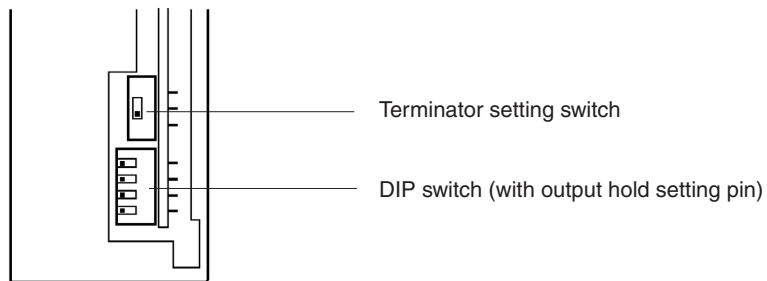 Terminator setting switch
DIP switch (with output hold setting pin)